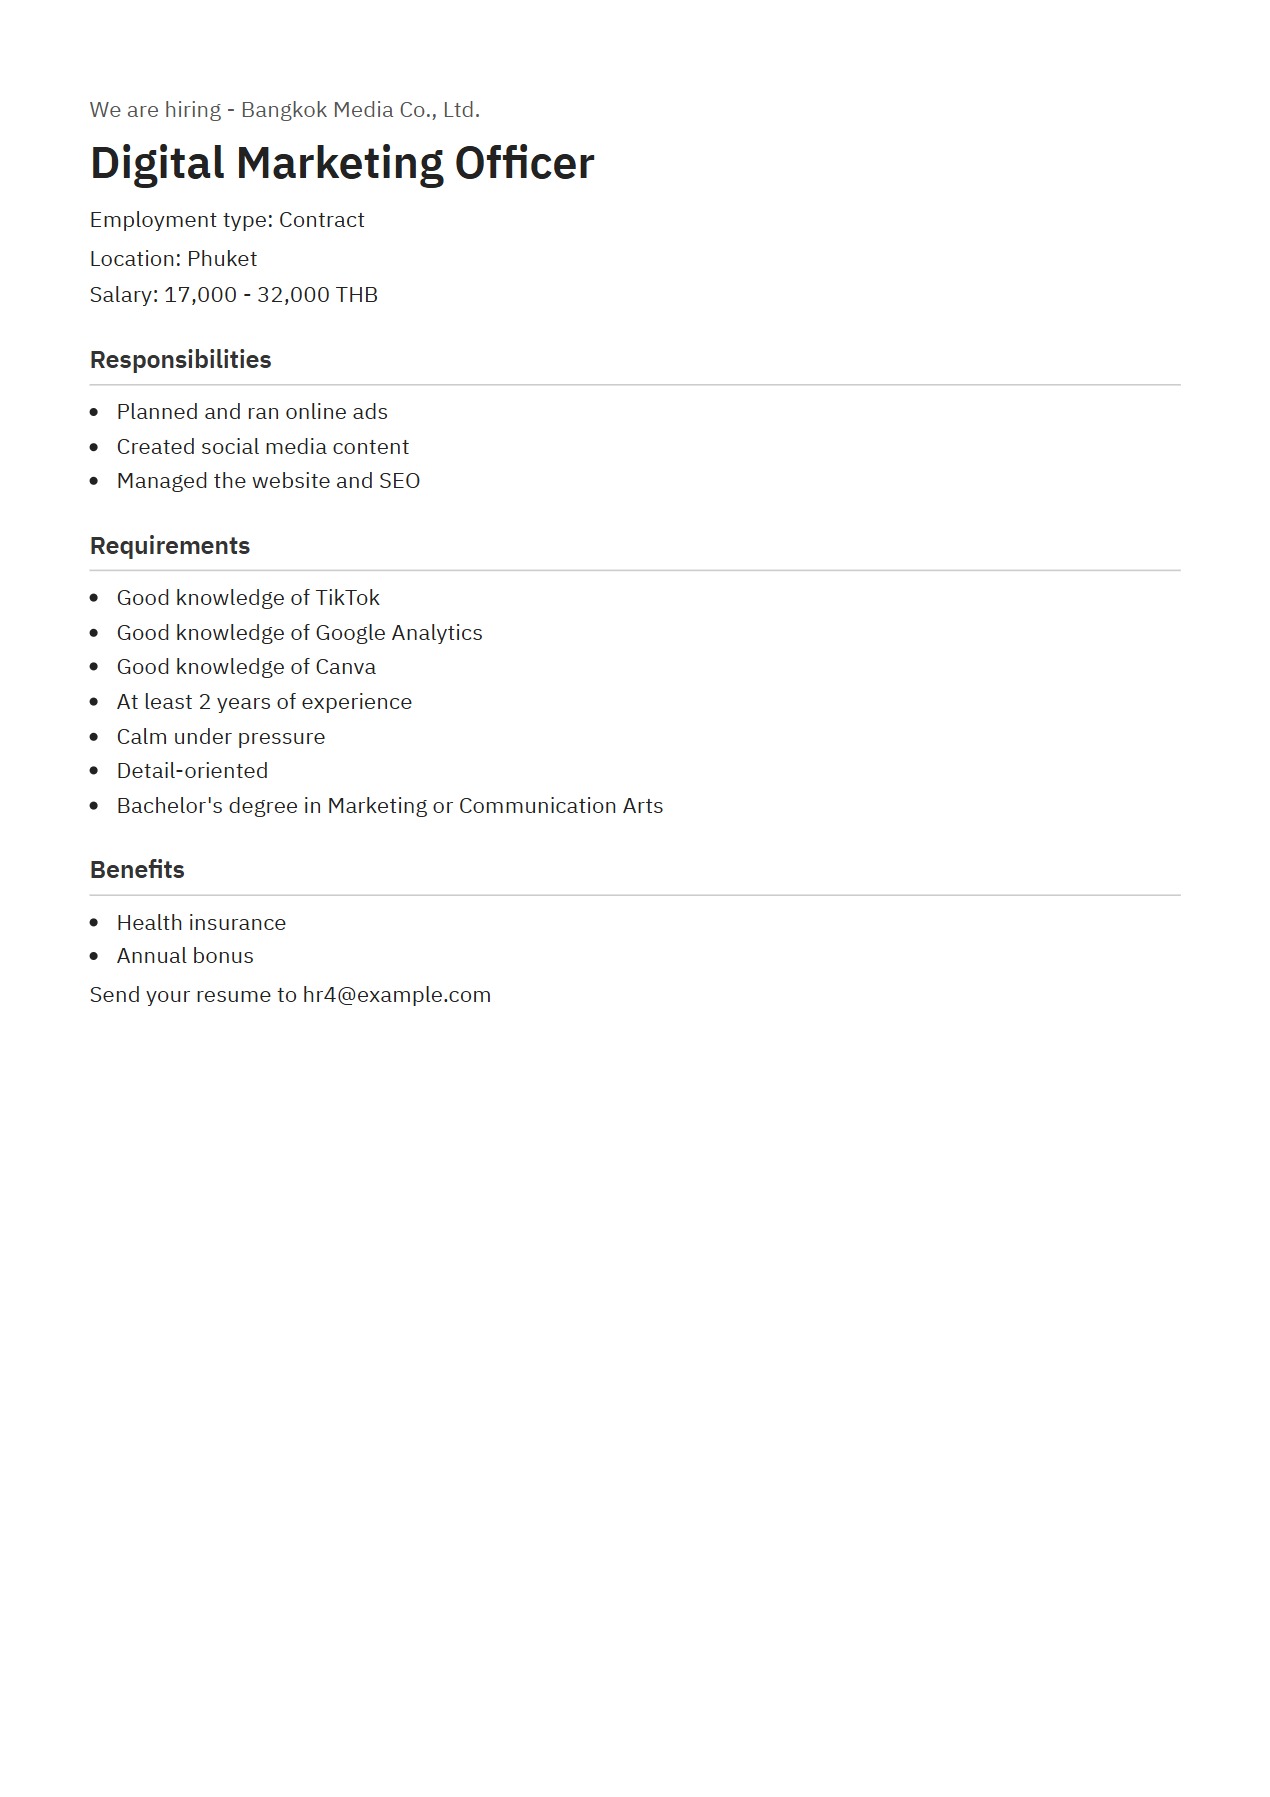 We are hiring - Bangkok Media Co., Ltd.
Digital Marketing Officer
Employment type: Contract
Location: Phuket
Salary: 17,000 - 32,000 THB
Responsibilities
• Planned and ran online ads
• Created social media content
• Managed the website and SEO
Requirements
• Good knowledge of TikTok
• Good knowledge of Google Analytics
• Good knowledge of Canva
• At least 2 years of experience
• Calm under pressure
• Detail-oriented
• Bachelor's degree in Marketing or Communication Arts
Benefits
• Health insurance
• Annual bonus
Send your resume to hr4@example.com